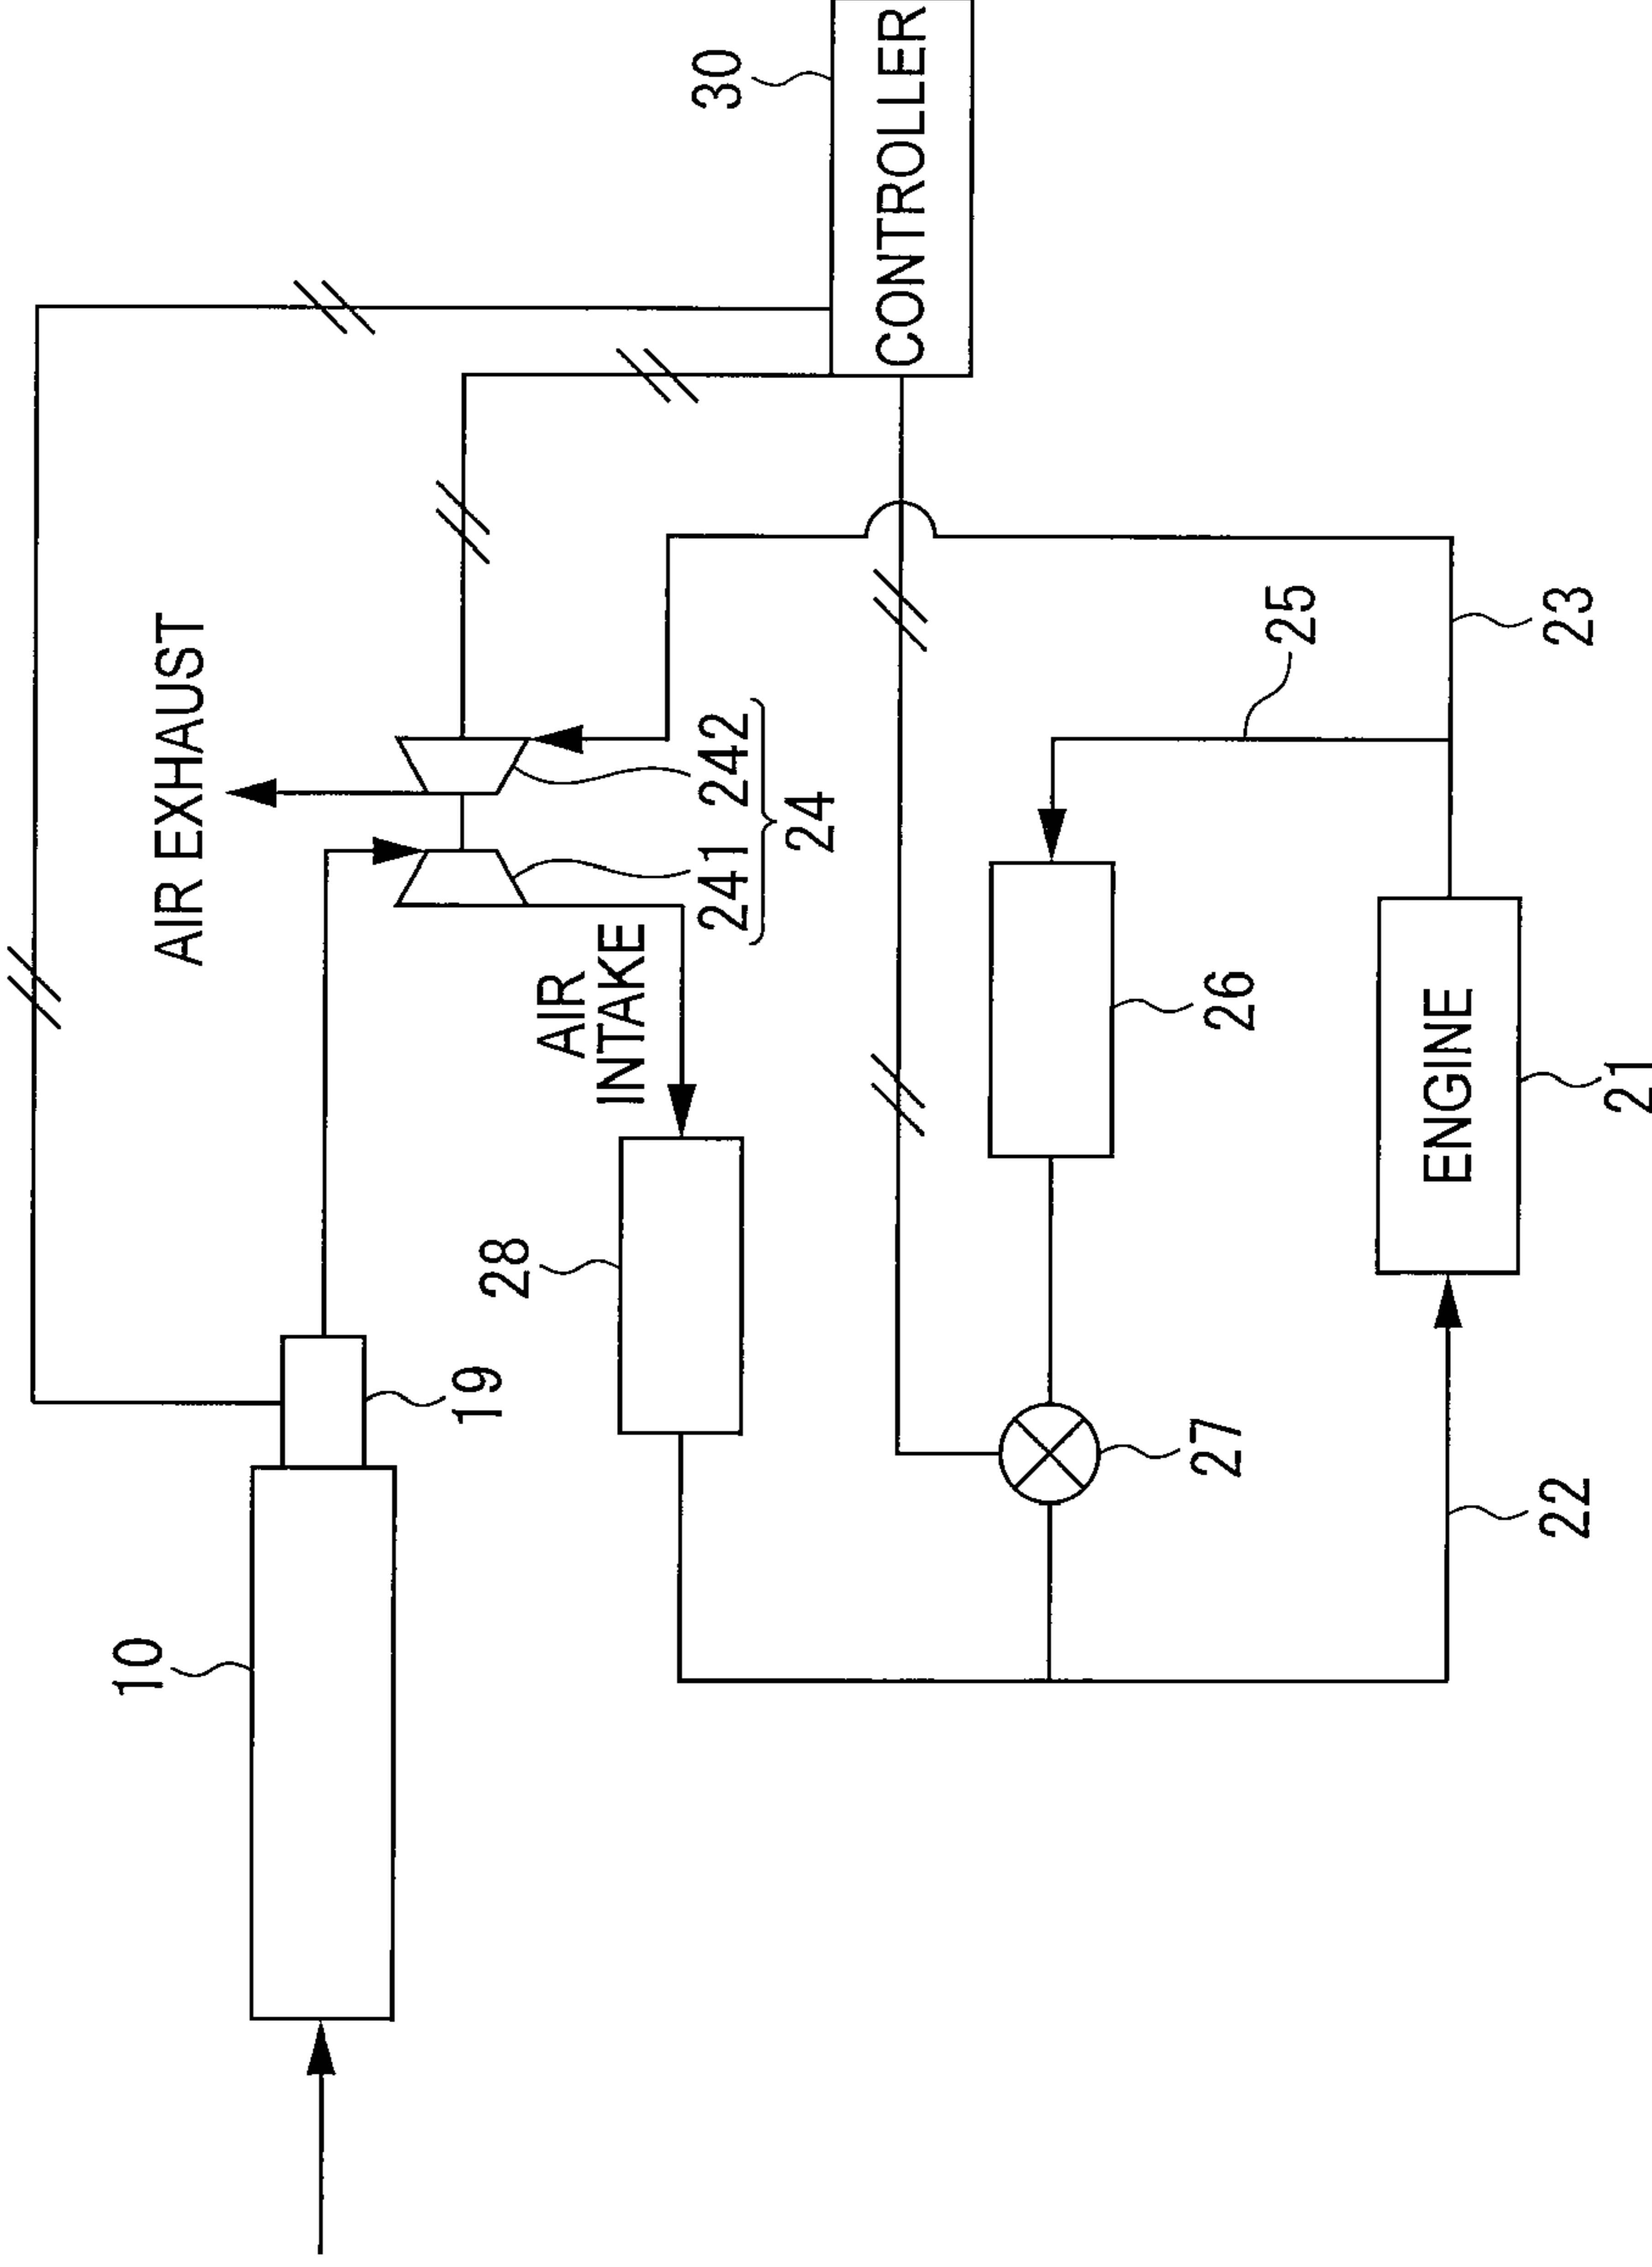 10
AIR EXHAUST
19
28
AIR
INTAKE
30
241 242
24
CONTROLLER
27
26
25
ENGINE
22
23
21